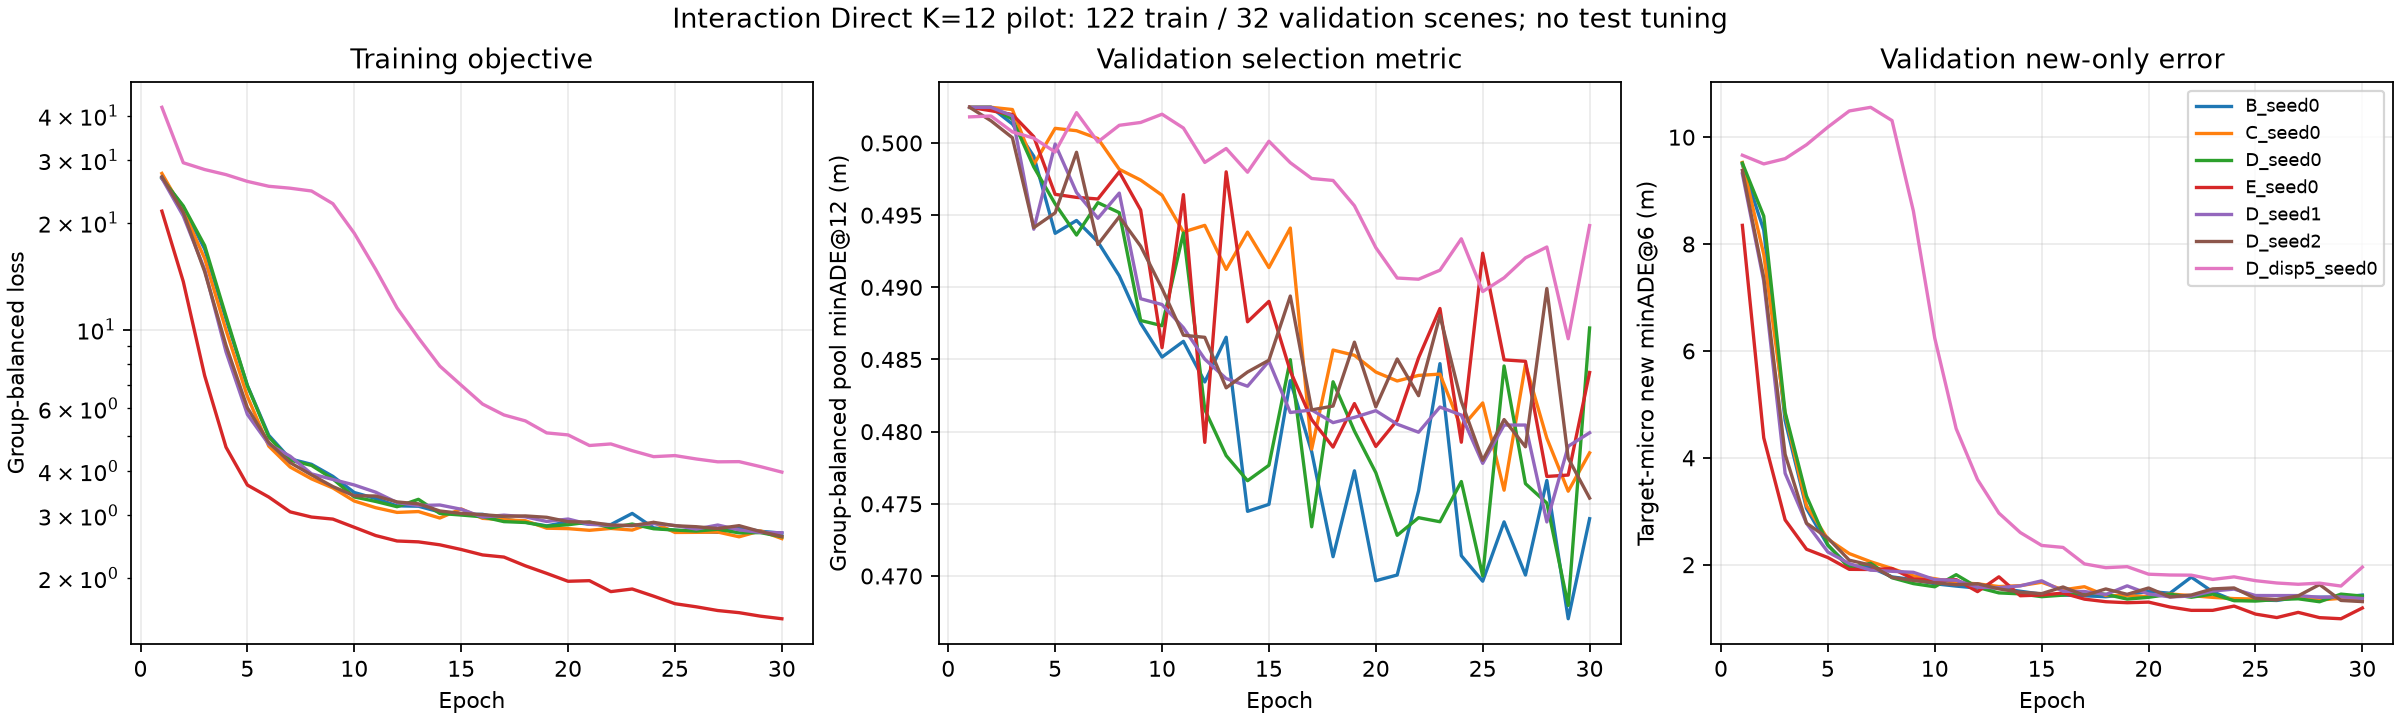 Interaction Direct K=12 pilot: 122 train / 32 validation scenes; no test tuning
Training objective
Group-balanced loss
4 × 10¹
3 × 10¹
2 × 10¹
10¹
6 × 10⁰
4 × 10⁰
3 × 10⁰
2 × 10⁰
0 5 10 15 20 25 30
Epoch
Validation selection metric
Group-balanced pool minADE@12 (m)
0.500
0.495
0.490
0.485
0.480
0.475
0.470
0 5 10 15 20 25 30
Epoch
Validation new-only error
Target-micro new minADE@6 (m)
10
8
6
4
2
0 5 10 15 20 25 30
Epoch
B_seed0
C_seed0
D_seed0
E_seed0
D_seed1
D_seed2
D_disp5_seed0